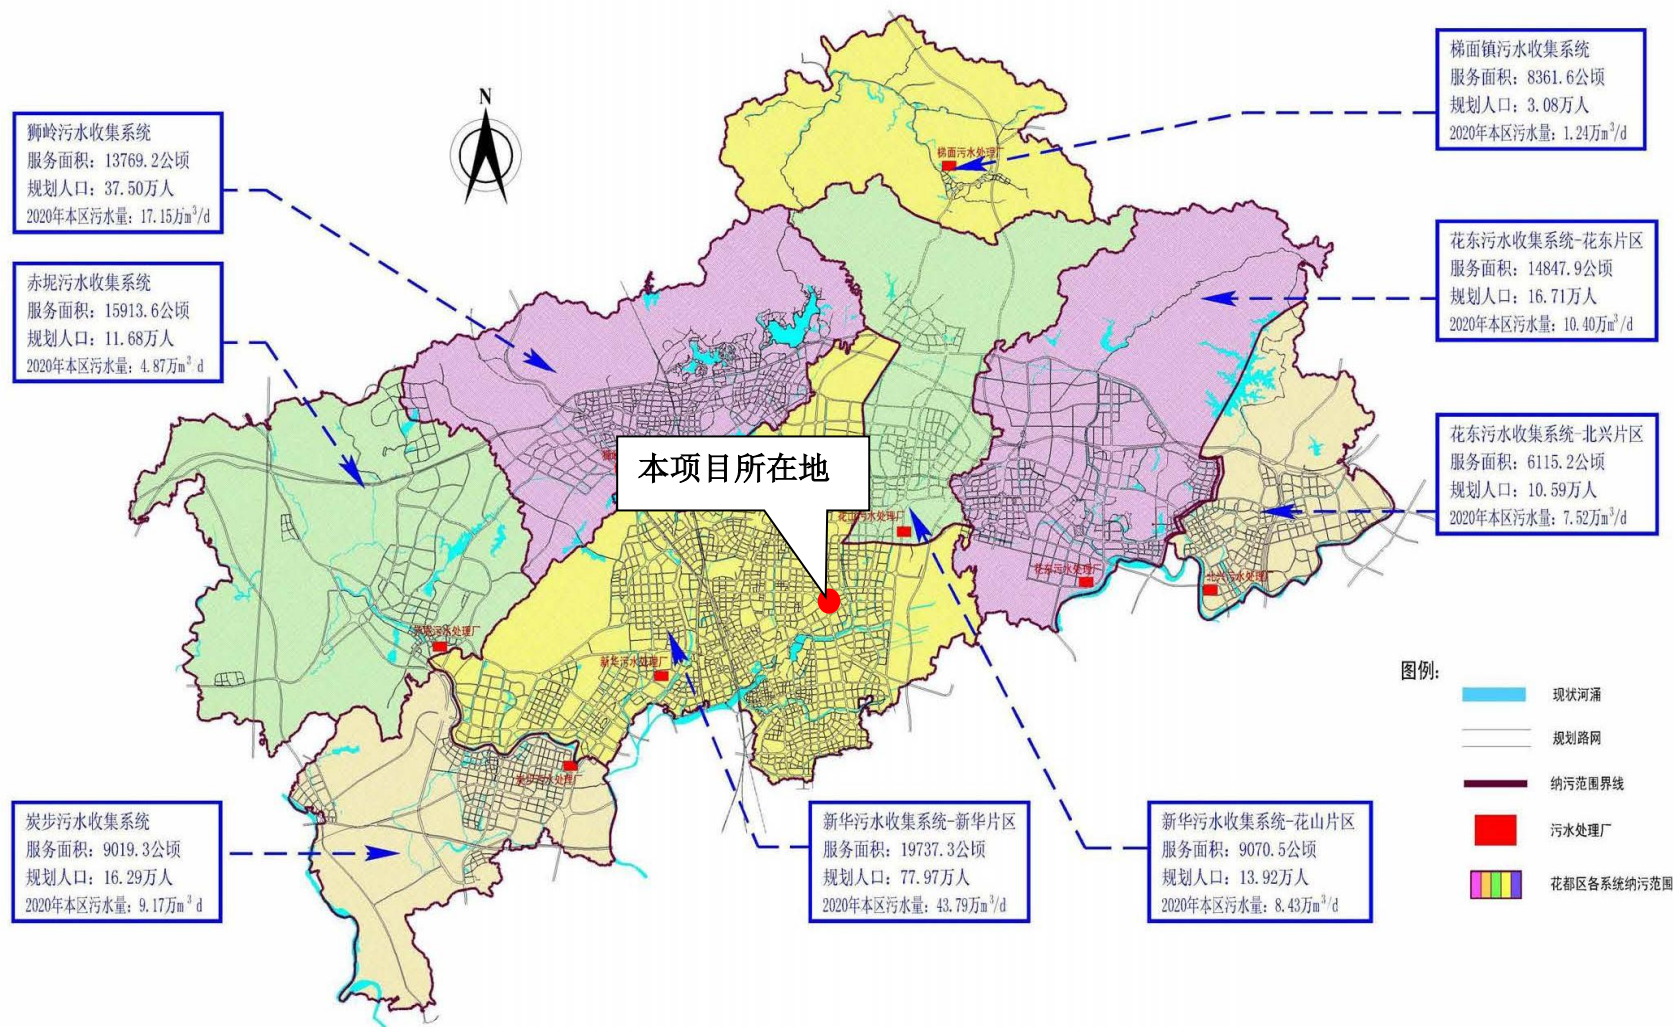 梯面镇污水收集系统
服务面积：8361.6公顷
规划人口：3.08万人
2020年本区污水量：1.24万m³/d
N
狮岭污水收集系统
服务面积：13769.2公顷
规划人口：37.50万人
2020年本区污水量：17.15万m³/d
梯面污水处理厂
花东污水收集系统-花东片区
服务面积：14847.9公顷
规划人口：16.71万人
2020年本区污水量：10.40万m³/d
赤坭污水收集系统
服务面积：15913.6公顷
规划人口：11.68万人
2020年本区污水量：4.87万m³ d
花东污水收集系统-北兴片区
服务面积：6115.2公顷
规划人口：10.59万人
2020年本区污水量：7.52万m³/d
本项目所在地
花山污水处理厂
花东污水处理厂
北兴污水处理厂
污水处理厂
新华污水处理厂
污水处理厂
图例:
现状河涌
规划路网
纳污范围界线
污水处理厂
花都区各系统纳污范围
炭步污水收集系统
服务面积：9019.3公顷
规划人口：16.29万人
2020年本区污水量：9.17万m³ d
新华污水收集系统-新华片区
服务面积：19737.3公顷
规划人口：77.97万人
2020年本区污水量：43.79万m³/d
新华污水收集系统-花山片区
服务面积：9070.5公顷
规划人口：13.92万人
2020年本区污水量：8.43万m³/d